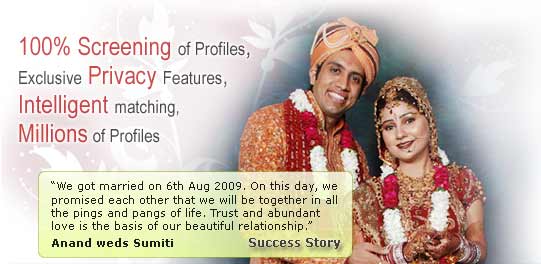 100% Screening of Profiles,
Exclusive Privacy Features,
Intelligent matching,
Millions of Profiles
“We got married on 6th Aug 2009. On this day, we
promised each other that we will be together in all
the pings and pangs of life. Trust and abundant
love is the basis of our beautiful relationship.”
Anand weds Sumiti Success Story